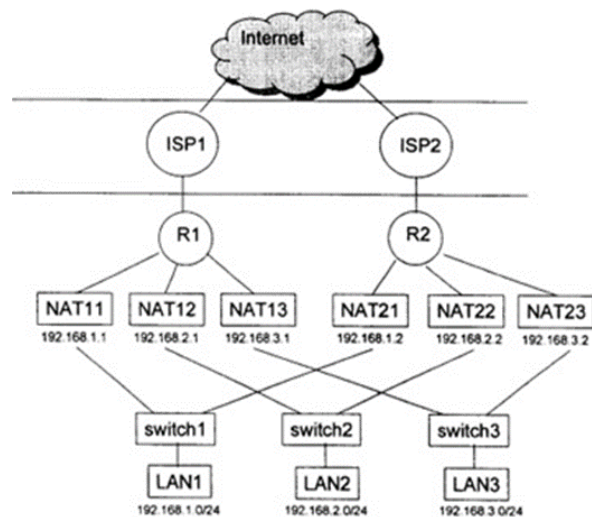 Internet
ISP1 ISP2
R1 R2
NAT11 NAT12 NAT13 NAT21 NAT22 NAT23
192.168.1.1 192.168.2.1 192.168.3.1 192.168.1.2 192.168.2.2 192.168.3.2
switch1 switch2 switch3
LAN1 LAN2 LAN3
192.168.1.0/24 192.168.2.0/24 192.168.3.0/24